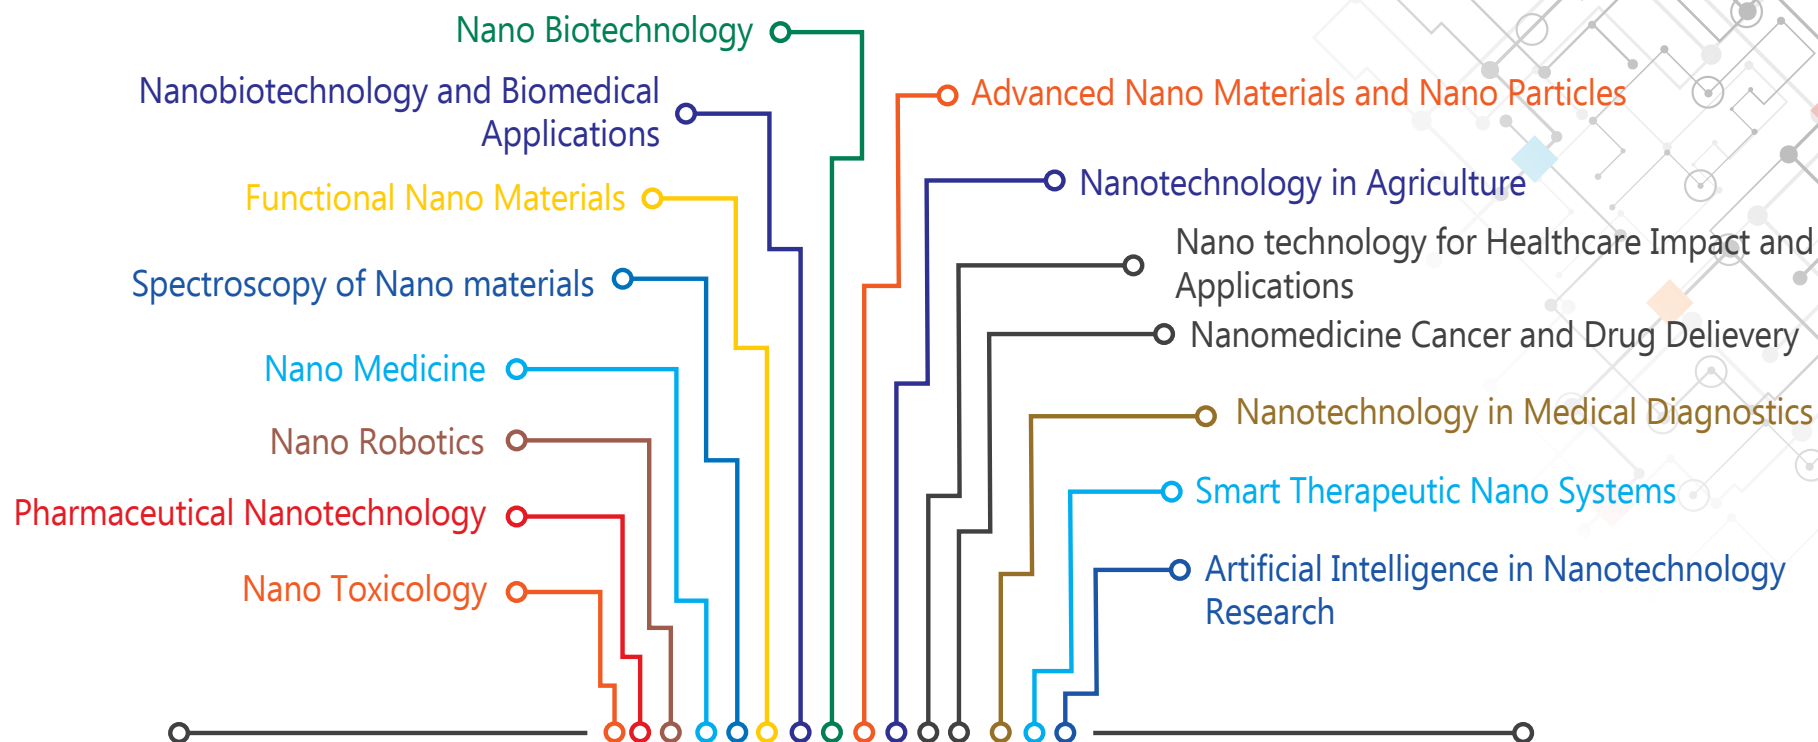 Nano Biotechnology
Nanobiotechnology and Biomedical
Applications
Functional Nano Materials
Spectroscopy of Nano materials
Nano Medicine
Nano Robotics
Pharmaceutical Nanotechnology
Nano Toxicology
Advanced Nano Materials and Nano Particles
Nanotechnology in Agriculture
Nano technology for Healthcare Impact and
Applications
Nanomedicine Cancer and Drug Delievery
Nanotechnology in Medical Diagnostics
Smart Therapeutic Nano Systems
Artificial Intelligence in Nanotechnology
Research